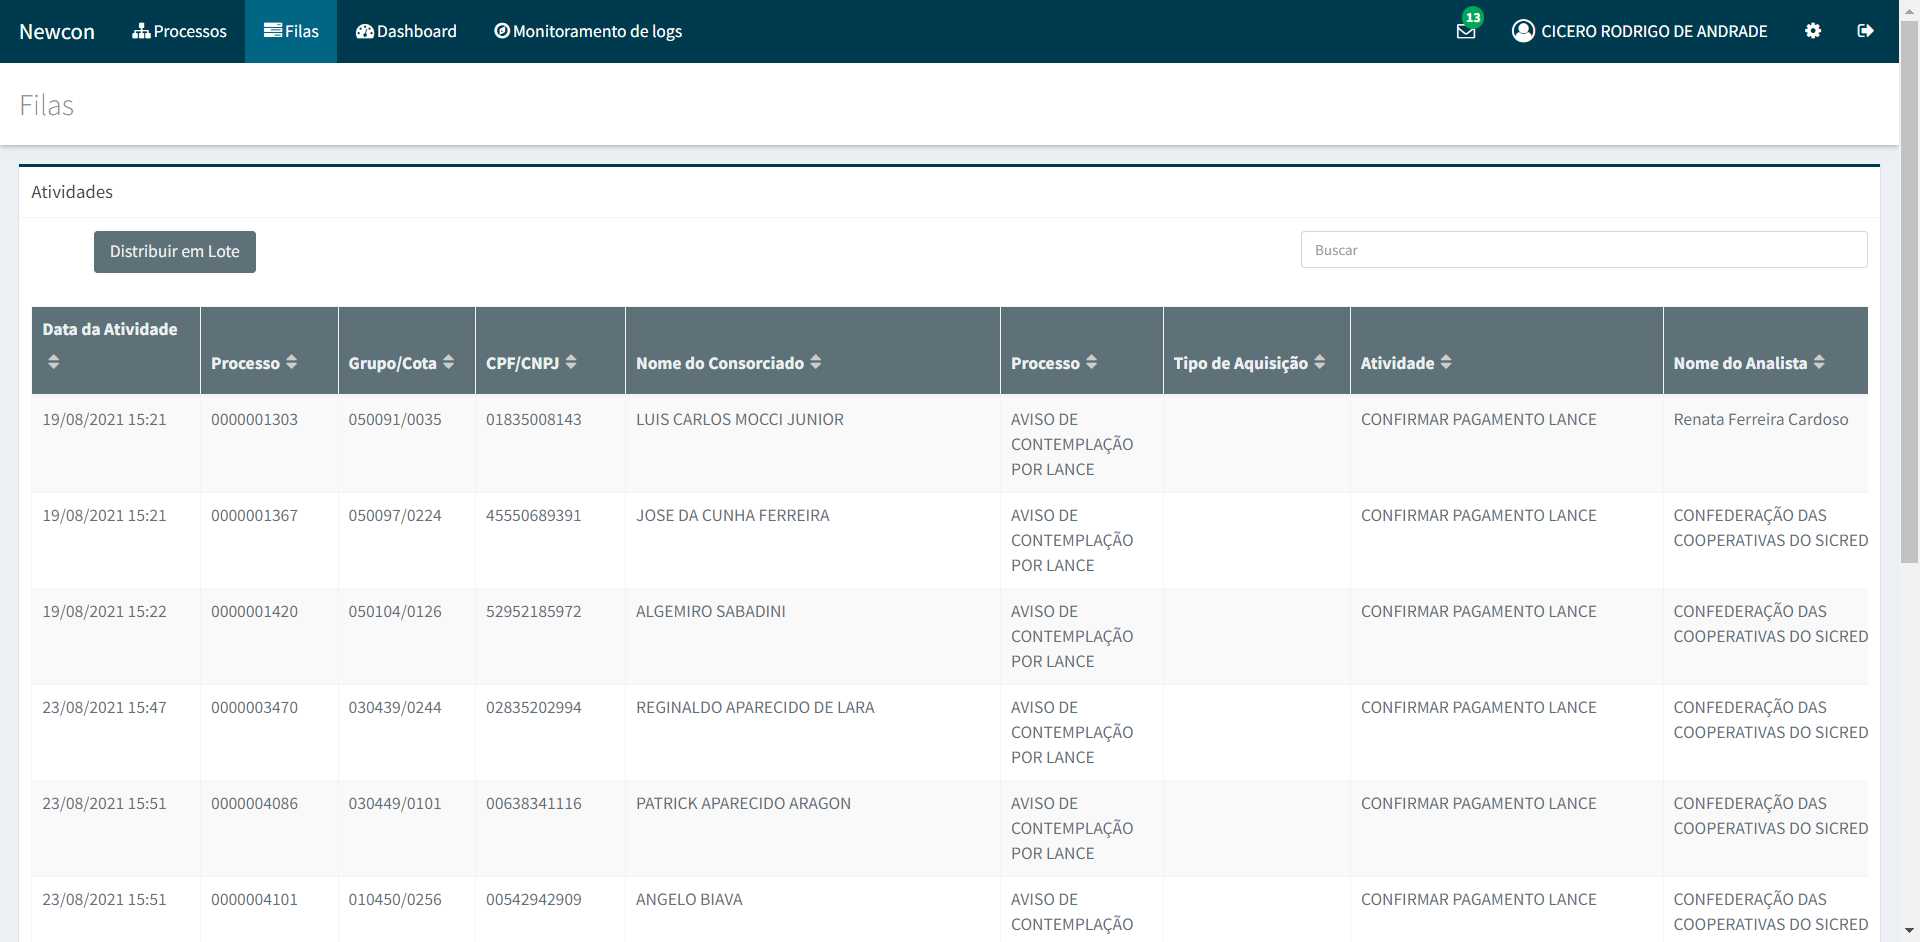 Newcon Processos Filas Dashboard Monitoramento de logs 13 CICERO RODRIGO DE ANDRADE
Filas
Atividades
Distribuir em Lote Buscar
Data da Atividade Processo Grupo/Cota CPF/CNPJ Nome do Consorciado Processo Tipo de Aquisição Atividade Nome do Analista
19/08/2021 15:21 0000001303 050091/0035 01835008143 LUIS CARLOS MOCCI JUNIOR AVISO DE CONFIRMAR PAGAMENTO LANCE Renata Ferreira Cardoso
CONTEMPLAÇÃO
POR LANCE
19/08/2021 15:21 0000001367 050097/0224 45550689391 JOSE DA CUNHA FERREIRA AVISO DE CONFIRMAR PAGAMENTO LANCE CONFEDERAÇÃO DAS
CONTEMPLAÇÃO COOPERATIVAS DO SICRED
POR LANCE
19/08/2021 15:22 0000001420 050104/0126 52952185972 ALGEMIRO SABADINI AVISO DE CONFIRMAR PAGAMENTO LANCE CONFEDERAÇÃO DAS
CONTEMPLAÇÃO COOPERATIVAS DO SICRED
POR LANCE
23/08/2021 15:47 0000003470 030439/0244 02835202994 REGINALDO APARECIDO DE LARA AVISO DE CONFIRMAR PAGAMENTO LANCE CONFEDERAÇÃO DAS
CONTEMPLAÇÃO COOPERATIVAS DO SICRED
POR LANCE
23/08/2021 15:51 0000004086 030449/0101 00638341116 PATRICK APARECIDO ARAGON AVISO DE CONFIRMAR PAGAMENTO LANCE CONFEDERAÇÃO DAS
CONTEMPLAÇÃO COOPERATIVAS DO SICRED
POR LANCE
23/08/2021 15:51 0000004101 010450/0256 00542942909 ANGELO BIAVA AVISO DE CONFIRMAR PAGAMENTO LANCE CONFEDERAÇÃO DAS
CONTEMPLAÇÃO COOPERATIVAS DO SICRED